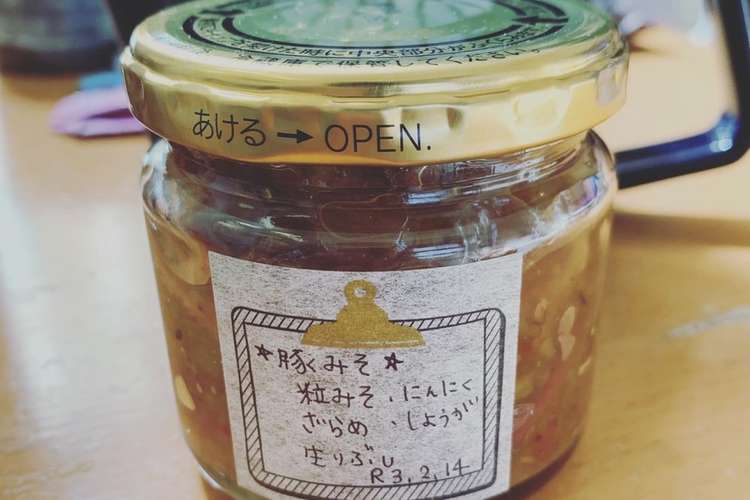 あける→OPEN.
★豚くみそ★
粒みそ・にんにく
ざらめ・しょうが
生りぶし
R3,2,14